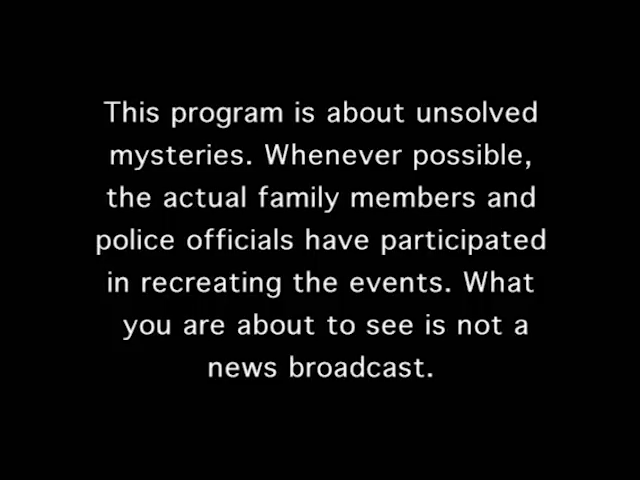 This program is about unsolved
mysteries. Whenever possible,
the actual family members and
police officials have participated
in recreating the events. What
you are about to see is not a
news broadcast.